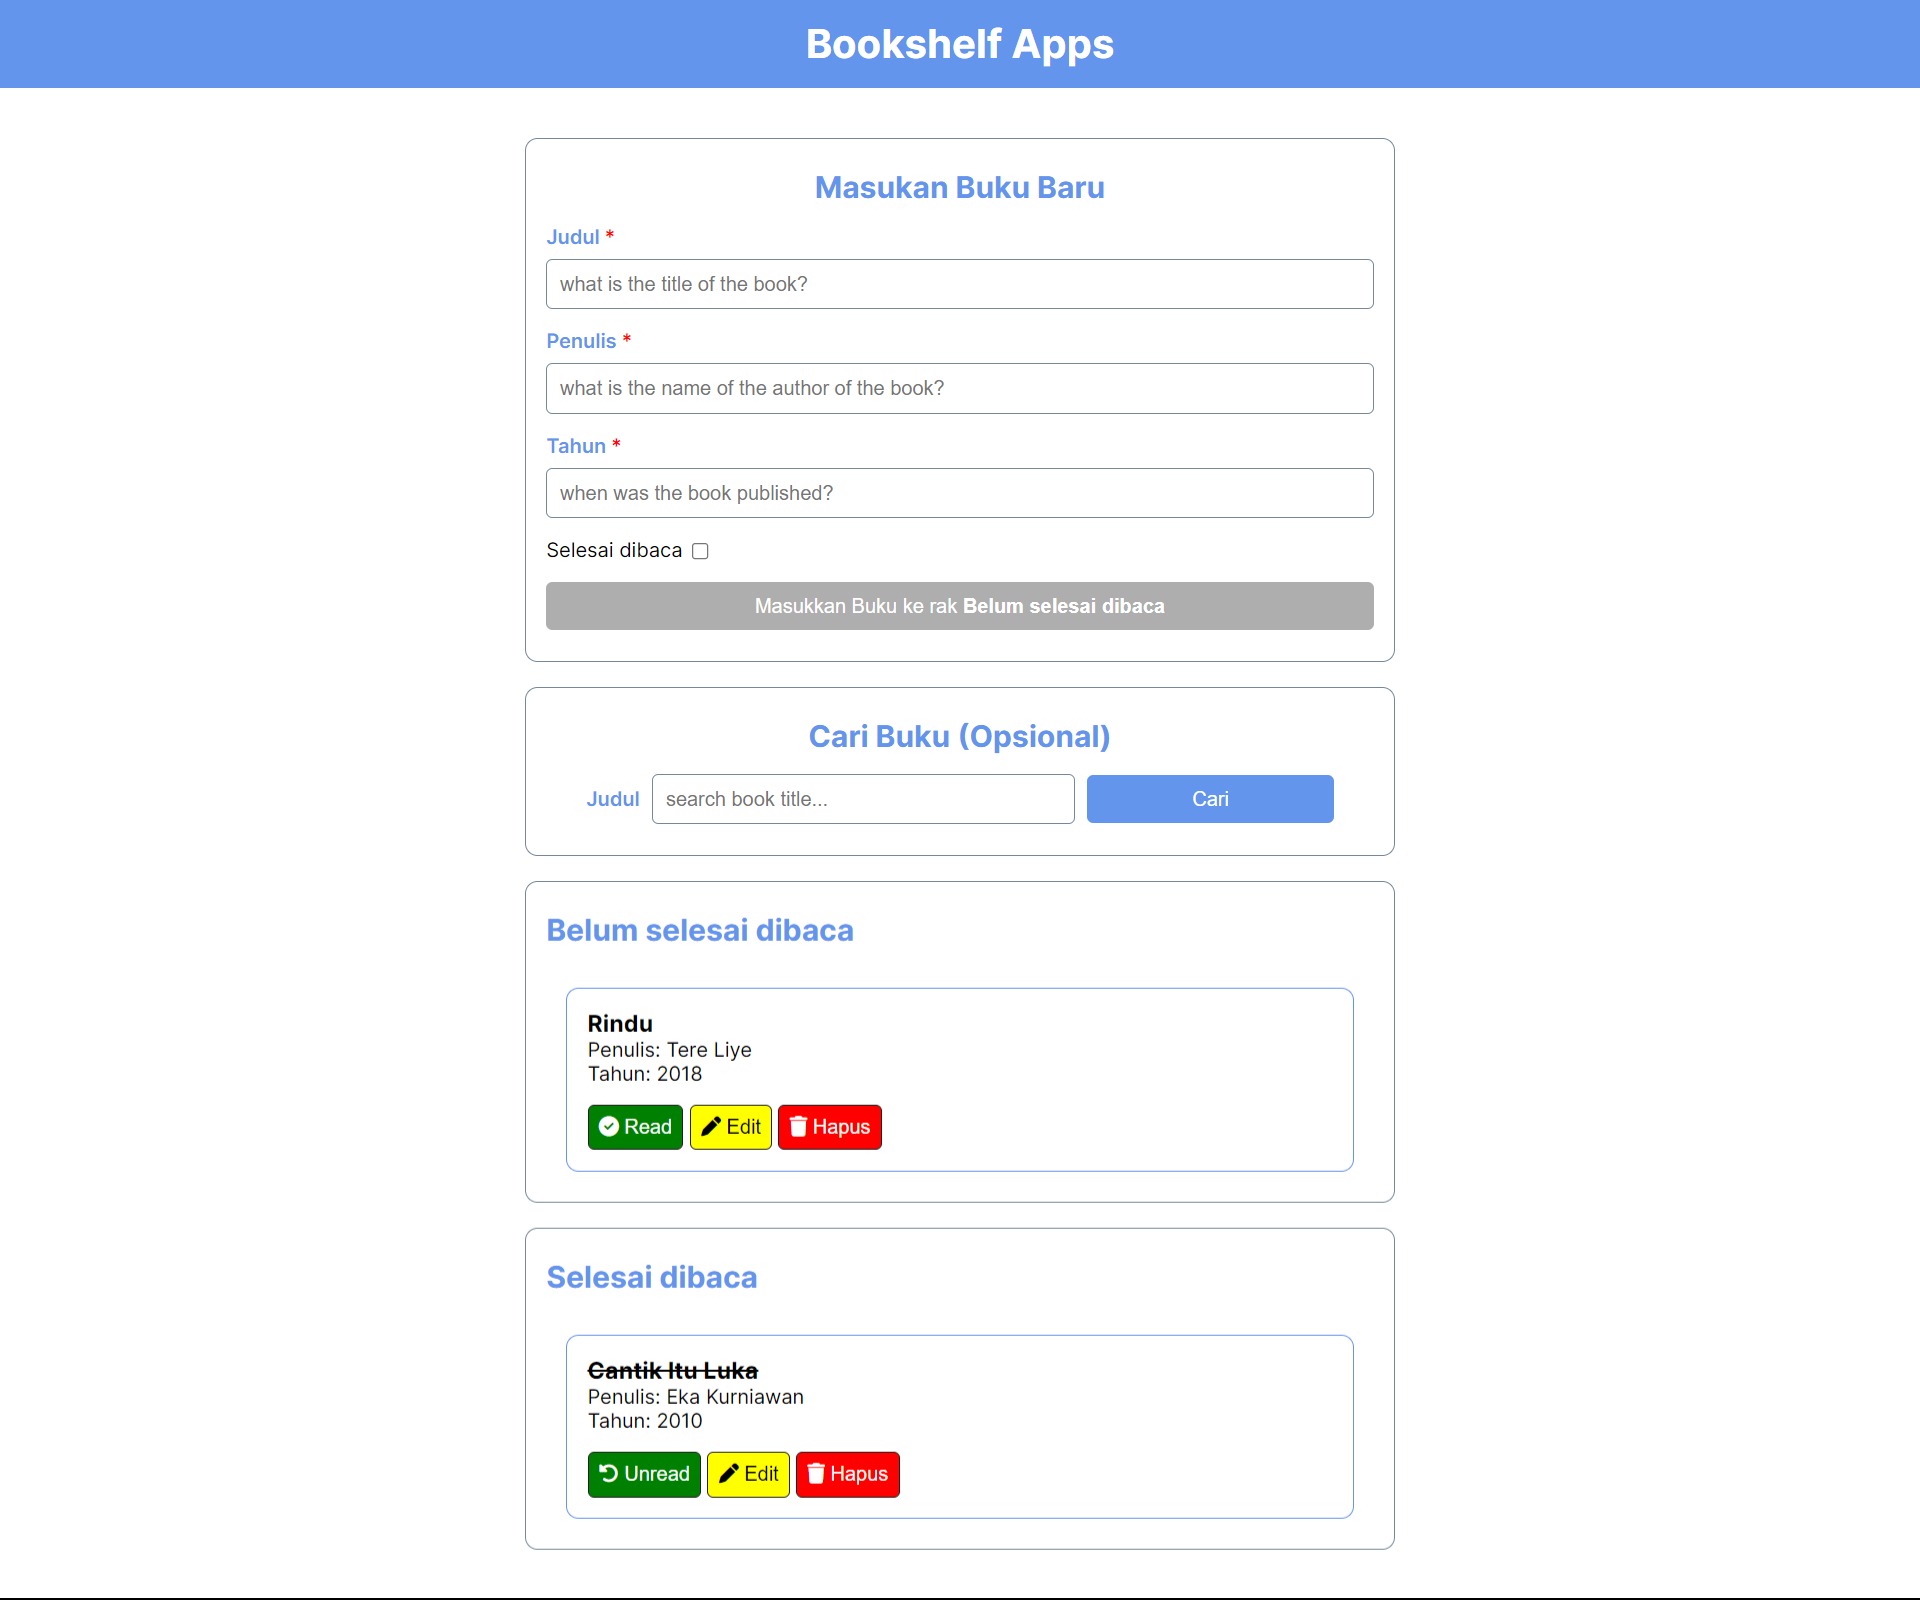 Bookshelf Apps
Masukan Buku Baru
Judul *
what is the title of the book?
Penulis *
what is the name of the author of the book?
Tahun *
when was the book published?
Selesai dibaca
Masukkan Buku ke rak Belum selesai dibaca
Cari Buku (Opsional)
Judul search book title... Cari
Belum selesai dibaca
Rindu
Penulis: Tere Liye
Tahun: 2018
Read Edit Hapus
Selesai dibaca
Cantik Itu Luka
Penulis: Eka Kurniawan
Tahun: 2010
Unread Edit Hapus